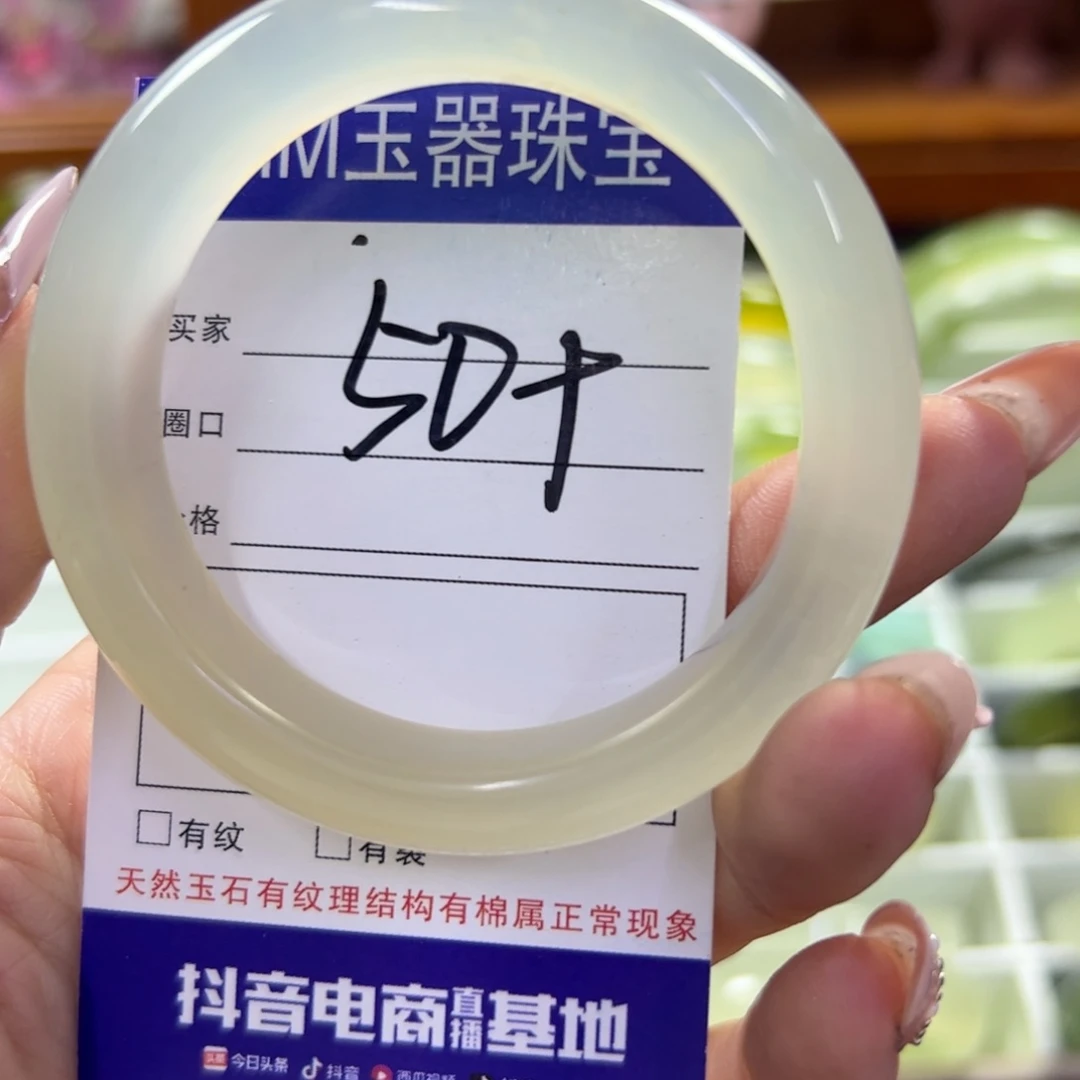 M玉器珠宝
买家
50+
圈口
格
有纹
有裂
天然玉石有纹理结构有棉属正常现象
抖音电商直播基地
今日头条 抖音 西瓜视频